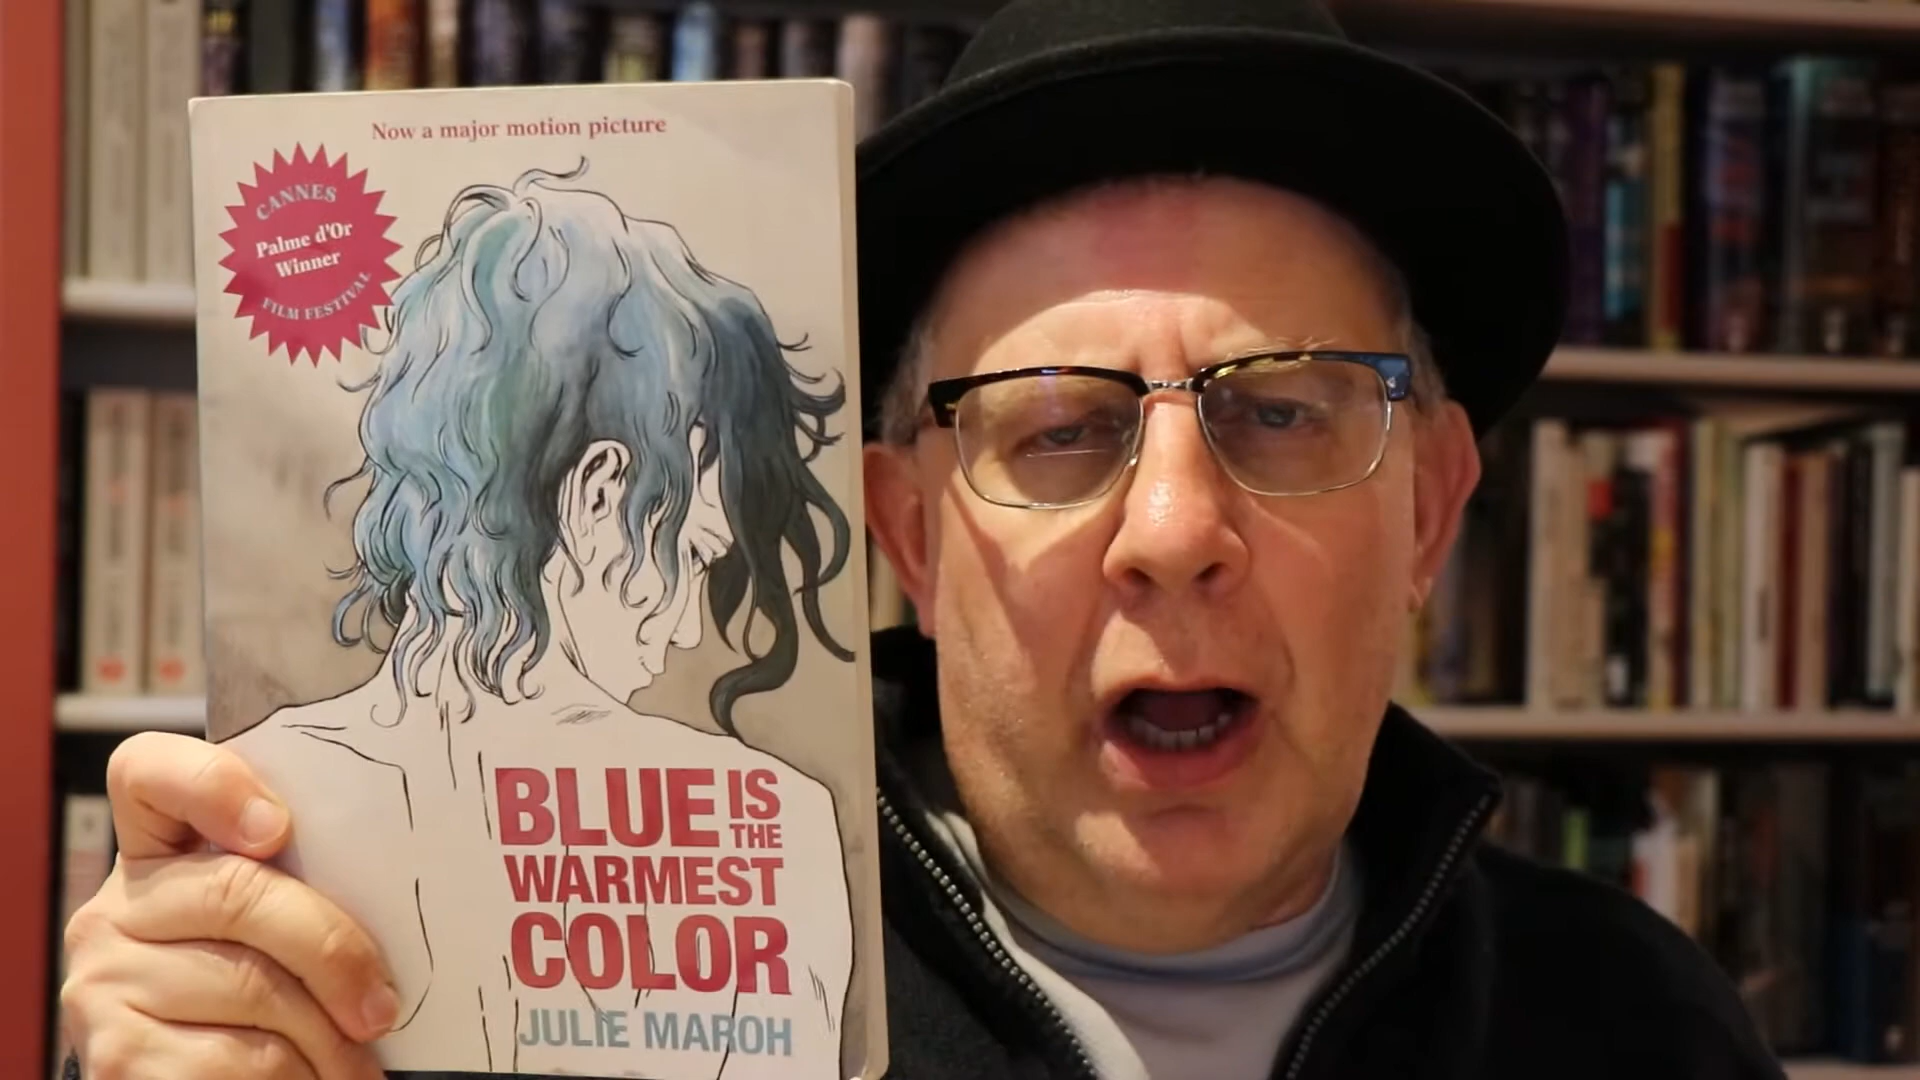 Now a major motion picture
CANNES
Palme d'Or
Winner
FILM FESTIVAL
BLUE IS
THE
WARMEST
COLOR
JULIE MAROH